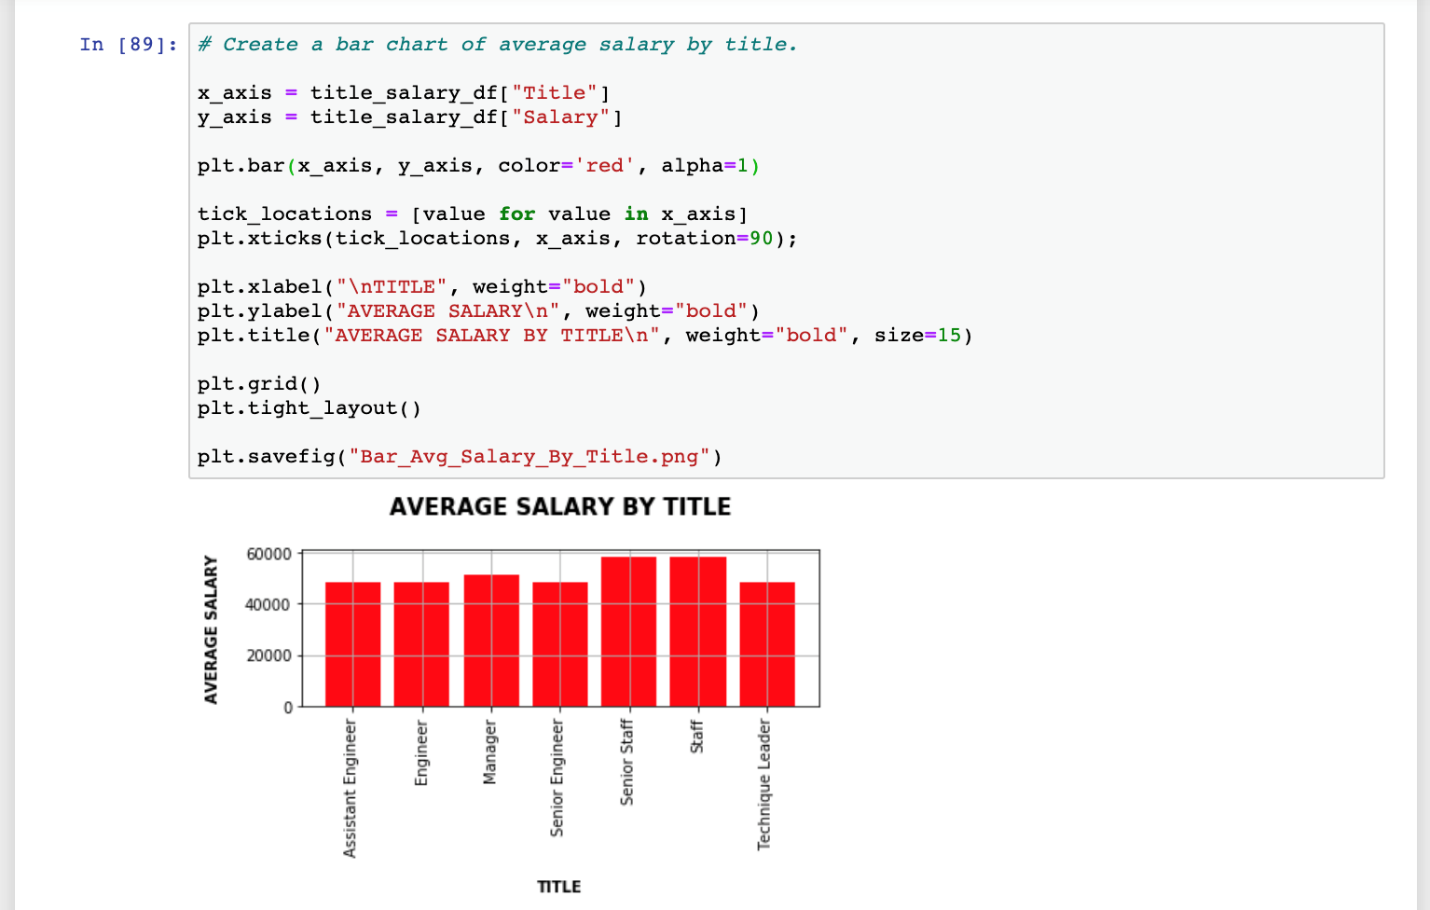 In [89]: # Create a bar chart of average salary by title.
x_axis = title_salary_df["Title"]
y_axis = title_salary_df["Salary"]
plt.bar(x_axis, y_axis, color='red', alpha=1)
tick_locations = [value for value in x_axis]
plt.xticks(tick_locations, x_axis, rotation=90);
plt.xlabel("\nTITLE", weight="bold")
plt.ylabel("AVERAGE SALARY\n", weight="bold")
plt.title("AVERAGE SALARY BY TITLE\n", weight="bold", size=15)
plt.grid()
plt.tight_layout()
plt.savefig("Bar_Avg_Salary_By_Title.png")
AVERAGE SALARY BY TITLE
AVERAGE SALARY
60000
40000
20000
0
Assistant Engineer
Engineer
Manager
Senior Engineer
Senior Staff
Staff
Technique Leader
TITLE